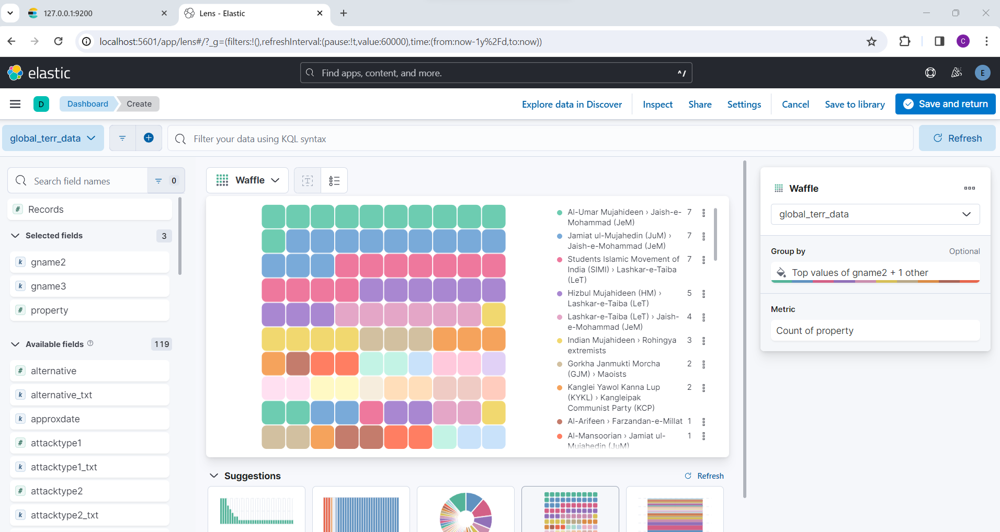 127.0.0.1:9200
Lens - Elastic
localhost:5601/app/lens#/?_g=(filters:!(),refreshInterval:(pause:!t,value:60000),time:(from:now-1y%2Fd,to:now))
C
elastic
Find apps, content, and more.
^/
E
D
Dashboard
Create
Explore data in Discover
Inspect
Share
Settings
Cancel
Save to library
Save and return
global_terr_data
Filter your data using KQL syntax
Refresh
Search field names
0
# Records
Selected fields
3
k gname2
k gname3
# property
Available fields
119
# alternative
k alternative_txt
k approxdate
# attacktype1
k attacktype1_txt
# attacktype2
k attacktype2_txt
Waffle
T
Al-Umar Mujahideen › Jaish-e- 7
Mohammad (JeM)
Jamiat ul-Mujahedin (JuM) › 7
Jaish-e-Mohammad (JeM)
Students Islamic Movement of 7
India (SIMI) › Lashkar-e-Taiba
(LeT)
Hizbul Mujahideen (HM) › 5
Lashkar-e-Taiba (LeT)
Lashkar-e-Taiba (LeT) › Jaish- 4
e-Mohammad (JeM)
Indian Mujahideen › Rohingya 3
extremists
Gorkha Janmukti Morcha 2
(GJM) › Maoists
Kanglei Yawol Kanna Lup 2
(KYKL) › Kangleipak
Communist Party (KCP)
Al-Arifeen › Farzandan-e-Millat 1
Al-Mansoorian › Jamiat ul- 1
Mujahedin (JuM)
Suggestions
Refresh
Waffle
global_terr_data
Group by
Optional
Top values of gname2 + 1 other
Metric
Count of property